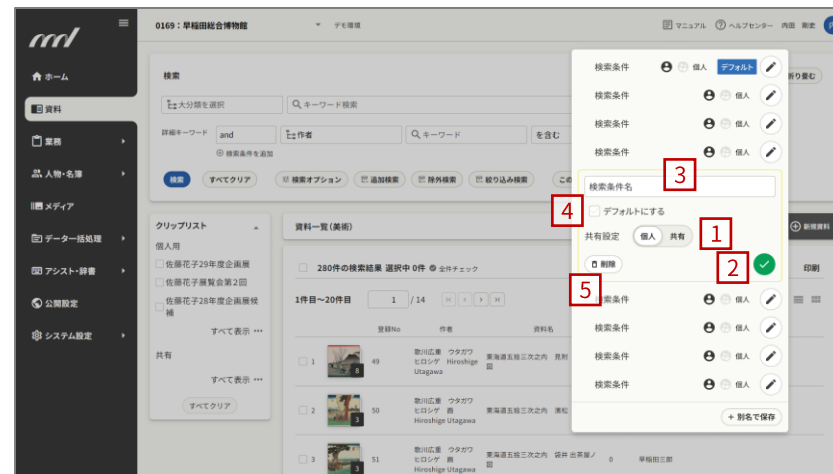 0169：早稲田総合博物館
デモ環境
マニュアル
ヘルプセンター
内田 剛史
ホーム
資料
業務
人物・名簿
メディア
データ一括処理
アシスト・辞書
公開設定
システム設定
検索
折り畳む
大分類を選択
キーワード検索
詳細キーワード
and
作者
キーワード
を含む
検索条件を追加
検索
すべてクリア
検索オプション
追加検索
除外検索
絞り込み検索
この
クリップリスト
個人用
佐藤花子29年度企画展
佐藤花子展覧会第2回
佐藤花子28年度企画展候
補
すべて表示 •••
共有
すべて表示 •••
すべてクリア
資料一覧(美術)
新規資料
280件の検索結果 選択中 0件
全件チェック
印刷
1件目〜20件目
1
/ 14
登録No
作者
資料名
1
8
49
歌川広重 ウタガワ
ヒロシゲ Hiroshige
Utagawa
東海道五拾三次之内 見附
図
2
3
50
歌川広重 ウタガワ
ヒロシゲ 画
Hiroshige Utagawa
東海道五拾三次之内 濱松
3
3
51
歌川広重 ウタガワ
ヒロシゲ 画
Hiroshige Utagawa
東海道五拾三次之内 袋井 出茶屋ノ
図
0
早稲田三郎
検索条件 個人 デフォルト
検索条件 個人
検索条件 個人
検索条件 個人
3
検索条件名
4
デフォルトにする
共有設定 個人 共有
1
削除
2
5
検索条件 個人
検索条件 個人
検索条件 個人
検索条件 個人
+ 別名で保存